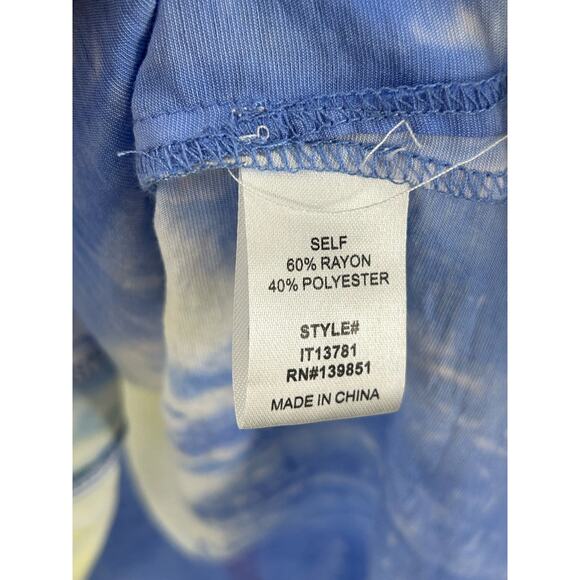 SELF
60% RAYON
40% POLYESTER
STYLE#
IT13781
RN#139851
MADE IN CHINA